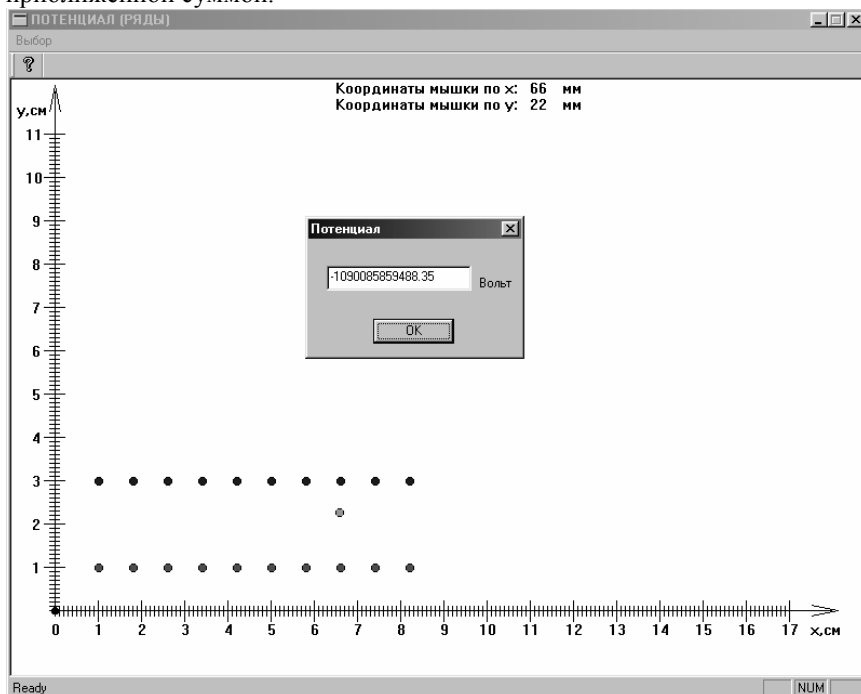 приближенной суммой.
ПОТЕНЦИАЛ (РЯДЫ)
Выбор
Координаты мышки по x: 66 мм
Координаты мышки по y: 22 мм
y,см
11
10
9
8
7
6
5
4
3
2
1
Потенциал
-1090085859488.35 Вольт
OK
0 1 2 3 4 5 6 7 8 9 10 11 12 13 14 15 16 17 x,см
Ready NUM